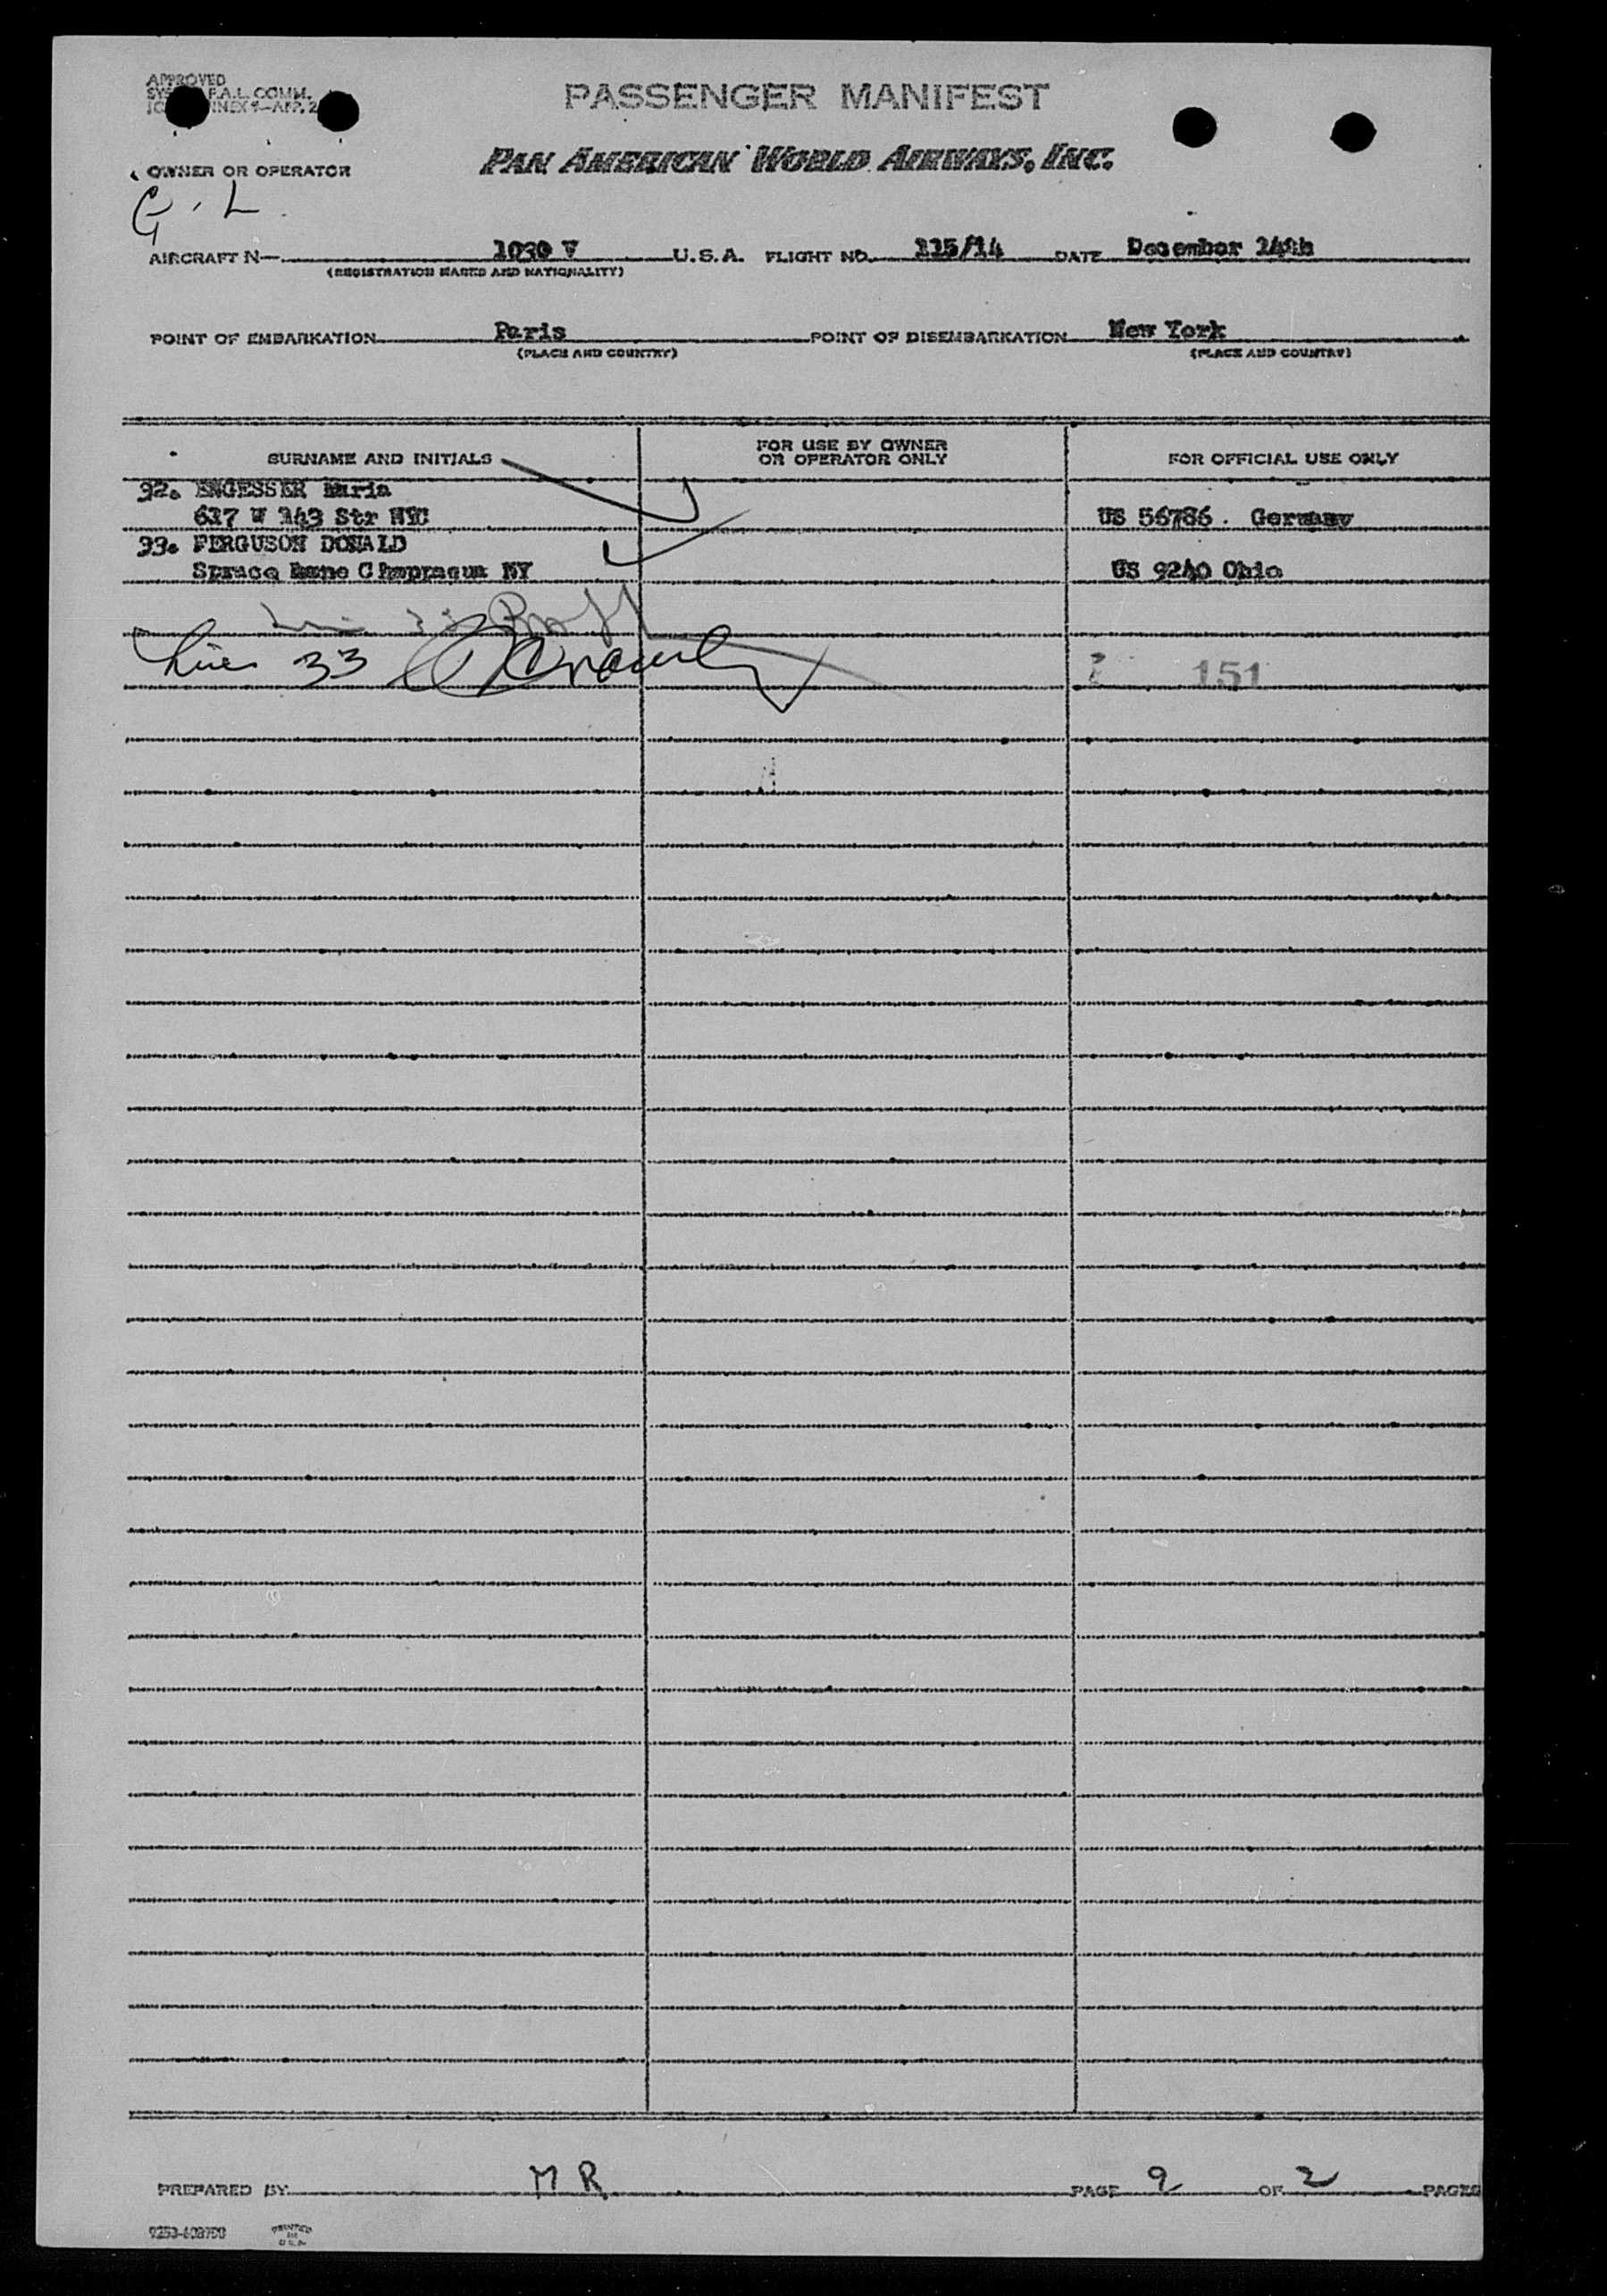 APPROVED
F.A.L. COMM.
PASSENGER MANIFEST
PAN AMERICAN WORLD AIRWAYS, INC.
OWNER OR OPERATOR
G. L
AIRCRAFT N— 1030 V U.S.A. FLIGHT NO. 115/14 DATE December 14th
(REGISTRATION MARKS AND NATIONALITY)
POINT OF EMBARKATION Paris POINT OF DISEMBARKATION New York
(PLACE AND COUNTRY) (PLACE AND COUNTRY)
SURNAME AND INITIALS
FOR USE BY OWNER
OR OPERATOR ONLY
FOR OFFICIAL USE ONLY
32. ENGESSER Maria
617 W 143 Str NYC US 56786. Germany
33. FERGUSON DONALD
US 9240 Ohio
33
151
PREPARED BY M R PAGE 2 OF 2 PAGES
PRINTED
IN
U.S.A.